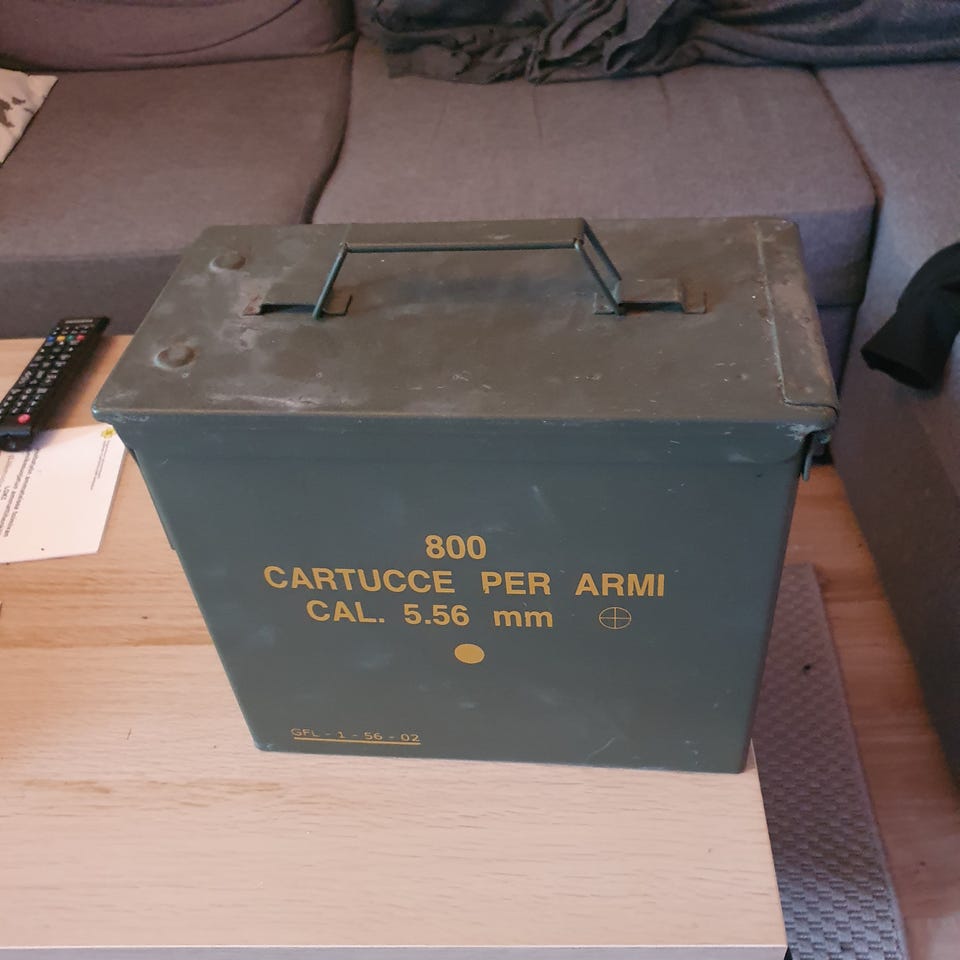 800
CARTUCCE PER ARMI
CAL. 5.56 mm
GFL - 1 - 56 - 02